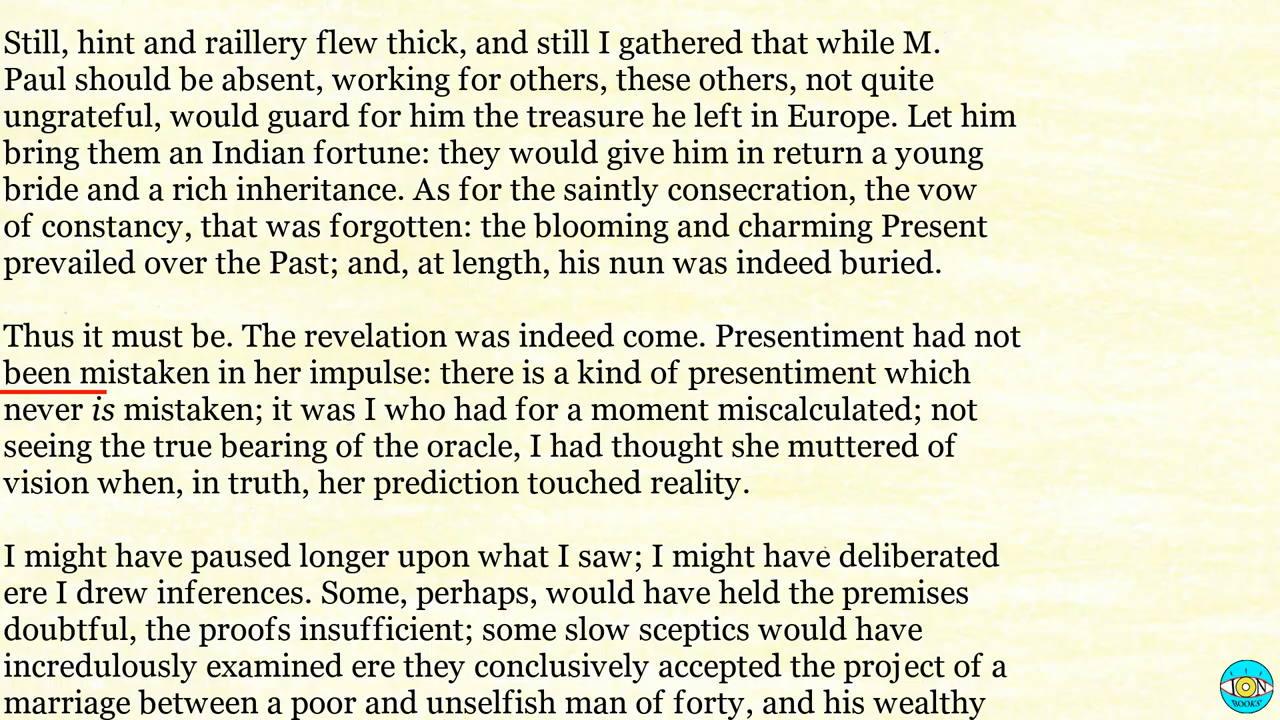 Still, hint and raillery flew thick, and still I gathered that while M.
Paul should be absent, working for others, these others, not quite
ungrateful, would guard for him the treasure he left in Europe. Let him
bring them an Indian fortune: they would give him in return a young
bride and a rich inheritance. As for the saintly consecration, the vow
of constancy, that was forgotten: the blooming and charming Present
prevailed over the Past; and, at length, his nun was indeed buried.
Thus it must be. The revelation was indeed come. Presentiment had not
been mistaken in her impulse: there is a kind of presentiment which
never is mistaken; it was I who had for a moment miscalculated; not
seeing the true bearing of the oracle, I had thought she muttered of
vision when, in truth, her prediction touched reality.
I might have paused longer upon what I saw; I might have deliberated
ere I drew inferences. Some, perhaps, would have held the premises
doubtful, the proofs insufficient; some slow sceptics would have
incredulously examined ere they conclusively accepted the project of a
marriage between a poor and unselfish man of forty, and his wealthy
ION
BOOKS